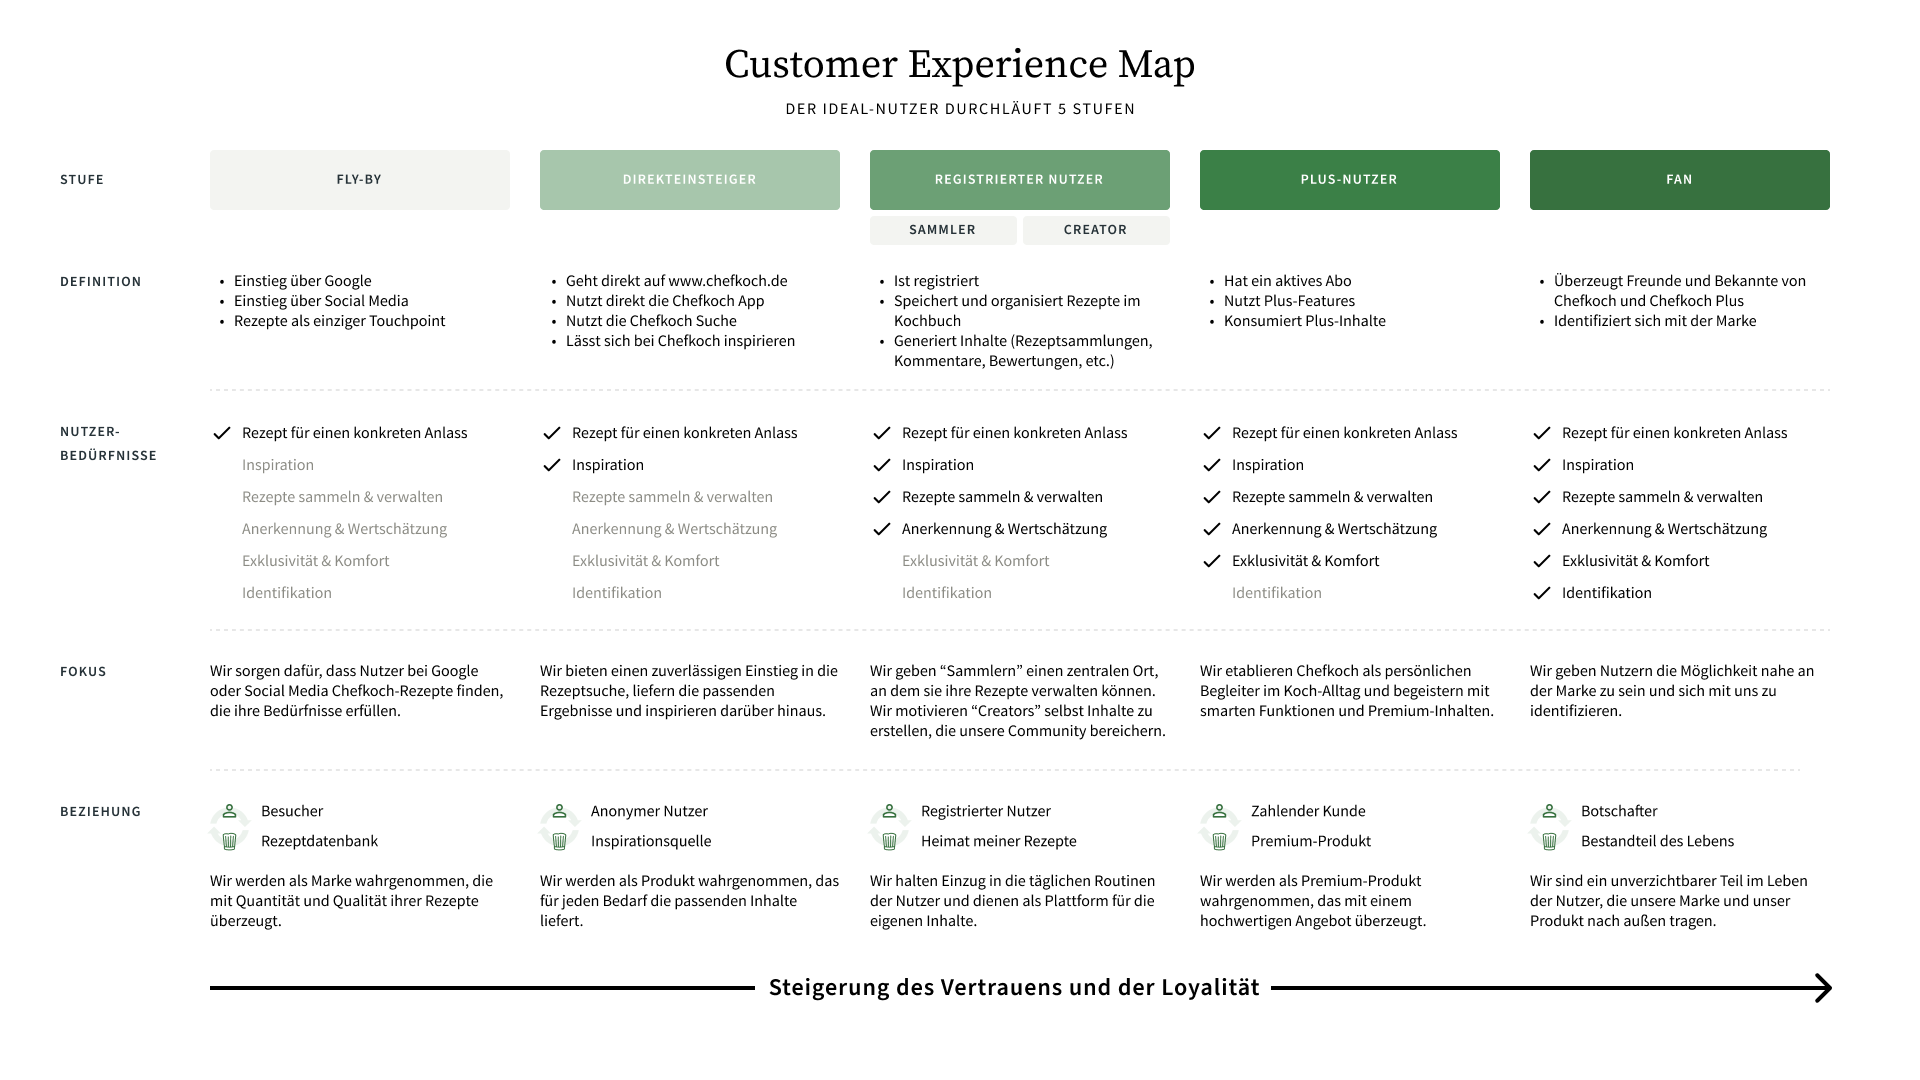 Customer Experience Map
DER IDEAL-NUTZER DURCHLÄUFT 5 STUFEN
STUFE
FLY-BY
DIREKTEINSTEIGER
REGISTRIERTER NUTZER
PLUS-NUTZER
FAN
SAMMLER
CREATOR
DEFINITION
• Einstieg über Google
• Einstieg über Social Media
• Rezepte als einziger Touchpoint
• Geht direkt auf www.chefkoch.de
• Nutzt direkt die Chefkoch App
• Nutzt die Chefkoch Suche
• Lässt sich bei Chefkoch inspirieren
• Ist registriert
• Speichert und organisiert Rezepte im
Kochbuch
• Generiert Inhalte (Rezeptsammlungen,
Kommentare, Bewertungen, etc.)
• Hat ein aktives Abo
• Nutzt Plus-Features
• Konsumiert Plus-Inhalte
• Überzeugt Freunde und Bekannte von
Chefkoch und Chefkoch Plus
• Identifiziert sich mit der Marke
NUTZER-
BEDÜRFNISSE
Rezept für einen konkreten Anlass
Inspiration
Rezepte sammeln & verwalten
Anerkennung & Wertschätzung
Exklusivität & Komfort
Identifikation
Rezept für einen konkreten Anlass
Inspiration
Rezepte sammeln & verwalten
Anerkennung & Wertschätzung
Exklusivität & Komfort
Identifikation
Rezept für einen konkreten Anlass
Inspiration
Rezepte sammeln & verwalten
Anerkennung & Wertschätzung
Exklusivität & Komfort
Identifikation
Rezept für einen konkreten Anlass
Inspiration
Rezepte sammeln & verwalten
Anerkennung & Wertschätzung
Exklusivität & Komfort
Identifikation
Rezept für einen konkreten Anlass
Inspiration
Rezepte sammeln & verwalten
Anerkennung & Wertschätzung
Exklusivität & Komfort
Identifikation
FOKUS
Wir sorgen dafür, dass Nutzer bei Google
oder Social Media Chefkoch-Rezepte finden,
die ihre Bedürfnisse erfüllen.
Wir bieten einen zuverlässigen Einstieg in die
Rezeptsuche, liefern die passenden
Ergebnisse und inspirieren darüber hinaus.
Wir geben “Sammlern” einen zentralen Ort,
an dem sie ihre Rezepte verwalten können.
Wir motivieren “Creators” selbst Inhalte zu
erstellen, die unsere Community bereichern.
Wir etablieren Chefkoch als persönlichen
Begleiter im Koch-Alltag und begeistern mit
smarten Funktionen und Premium-Inhalten.
Wir geben Nutzern die Möglichkeit nahe an
der Marke zu sein und sich mit uns zu
identifizieren.
BEZIEHUNG
Besucher
Rezeptdatenbank
Wir werden als Marke wahrgenommen, die
mit Quantität und Qualität ihrer Rezepte
überzeugt.
Anonymer Nutzer
Inspirationsquelle
Wir werden als Produkt wahrgenommen, das
für jeden Bedarf die passenden Inhalte
liefert.
Registrierter Nutzer
Heimat meiner Rezepte
Wir halten Einzug in die täglichen Routinen
der Nutzer und dienen als Plattform für die
eigenen Inhalte.
Zahlender Kunde
Premium-Produkt
Wir werden als Premium-Produkt
wahrgenommen, das mit einem
hochwertigen Angebot überzeugt.
Botschafter
Bestandteil des Lebens
Wir sind ein unverzichtbarer Teil im Leben
der Nutzer, die unsere Marke und unser
Produkt nach außen tragen.
Steigerung des Vertrauens und der Loyalität